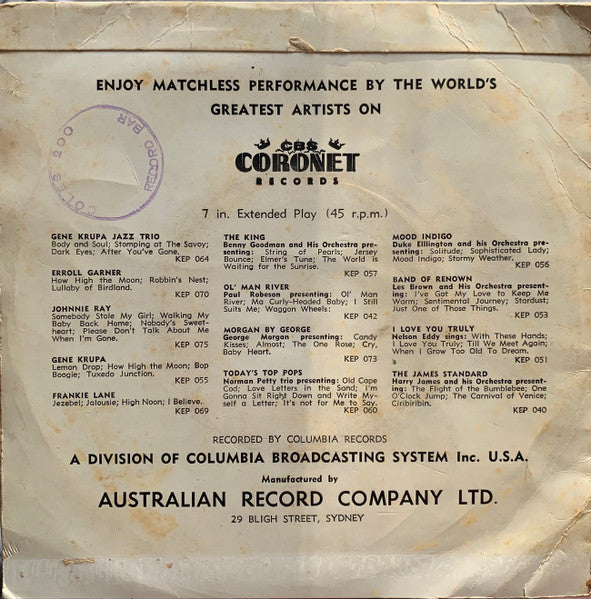 ENJOY MATCHLESS PERFORMANCE BY THE WORLD'S
GREATEST ARTISTS ON
CBS
CORONET
RECORDS
COLES 300
RECORD BAR
7 in. Extended Play (45 r.p.m.)
GENE KRUPA JAZZ TRIO
Body and Soul; Stomping at The Savoy;
Dark Eyes; After You've Gone.
KEP 064
ERROLL GARNER
How High the Moon; Robbin's Nest;
Lullaby of Birdland.
KEP 070
JOHNNIE RAY
Somebody Stole My Girl; Walking My
Baby Back Home; Nobody's Sweet-
heart; Please Don't Talk About Me
When I'm Gone.
KEP 075
GENE KRUPA
Lemon Drop; How High the Moon; Bop
Boogie; Tuxedo Junction.
KEP 055
FRANKIE LANE
Jezebel; Jalousie; High Noon; I Believe.
KEP 069
THE KING
Benny Goodman and his Orchestra pre-
senting: String of Pearls; Jersey
Bounce; Elmer's Tune; The World is
Waiting for the Sunrise.
KEP 057
OL' MAN RIVER
Paul Robeson presenting: Ol' Man
River; Ma Curly-Headed Baby; I Still
Suits Me; Waggon Wheels:
KEP 042
MORGAN BY GEORGE
George Morgan presenting: Candy
Kisses; Almost; The One Rose; Cry,
Baby Heart.
KEP 073
TODAY'S TOP POPS
Norman Petty trio presenting: Old Cape
Cod; Love Letters in the Sand; I'm
Gonna Sit Right Down and Write My-
self a Letter; It's not for Me to Say.
KEP 060
MOOD INDIGO
Duke Ellington and his Orchestra pre-
senting: Solitude; Sophisticated Lady;
Mood Indigo; Stormy Weather.
KEP 056
BAND OF RENOWN
Les Brown and his Orchestra present-
ing: I've Got My Love to Keep Me
Warm; Sentimental Journey; Stardust;
Just One of Those Things.
KEP 053
I LOVE YOU TRULY
Nelson Eddy sings: With These Hands;
I Love You Truly; Till We Meet Again;
When I Grow Too Old To Dream.
KEP 051
THE JAMES STANDARD
Harry James and his Orchestra present-
ing: The Flight of the Bumblebee; One
O'Clock Jump; The Carnival of Venice;
Ciribiribin.
KEP 040
RECORDED BY COLUMBIA RECORDS
A DIVISION OF COLUMBIA BROADCASTING SYSTEM Inc. U.S.A.
Manufactured by
AUSTRALIAN RECORD COMPANY LTD.
29 BLIGH STREET, SYDNEY